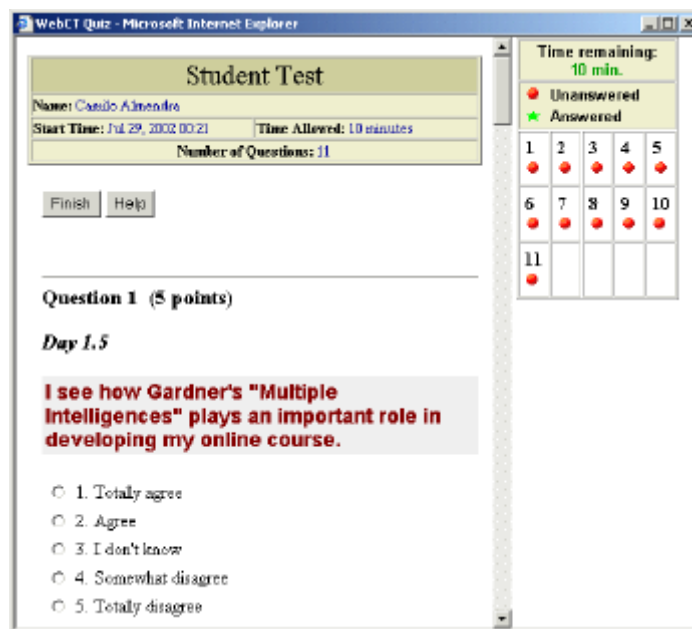 WebCT Quiz - Microsoft Internet Explorer
Student Test
Name: Camilo Almendra
Start Time: Jul 29, 2002 00:21 Time Allowed: 10 minutes
Number of Questions: 11
Finish Help
Question 1 (5 points)
Day 1.5
I see how Gardner's "Multiple
Intelligences" plays an important role in
developing my online course.
1. Totally agree
2. Agree
3. I don't know
4. Somewhat disagree
5. Totally disagree
Time remaining:
10 min.
Unanswered
Answered
1 2 3 4 5
6 7 8 9 10
11